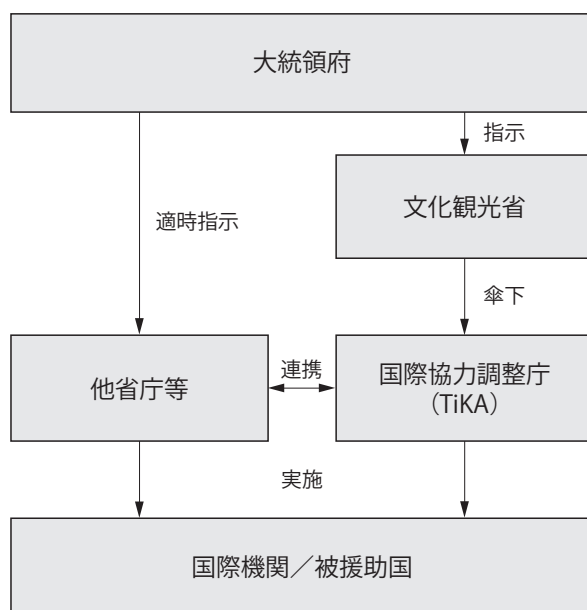 大統領府
指示
文化観光省
適時指示
傘下
他省庁等
連携
国際協力調整庁
（TiKA）
実施
国際機関／被援助国